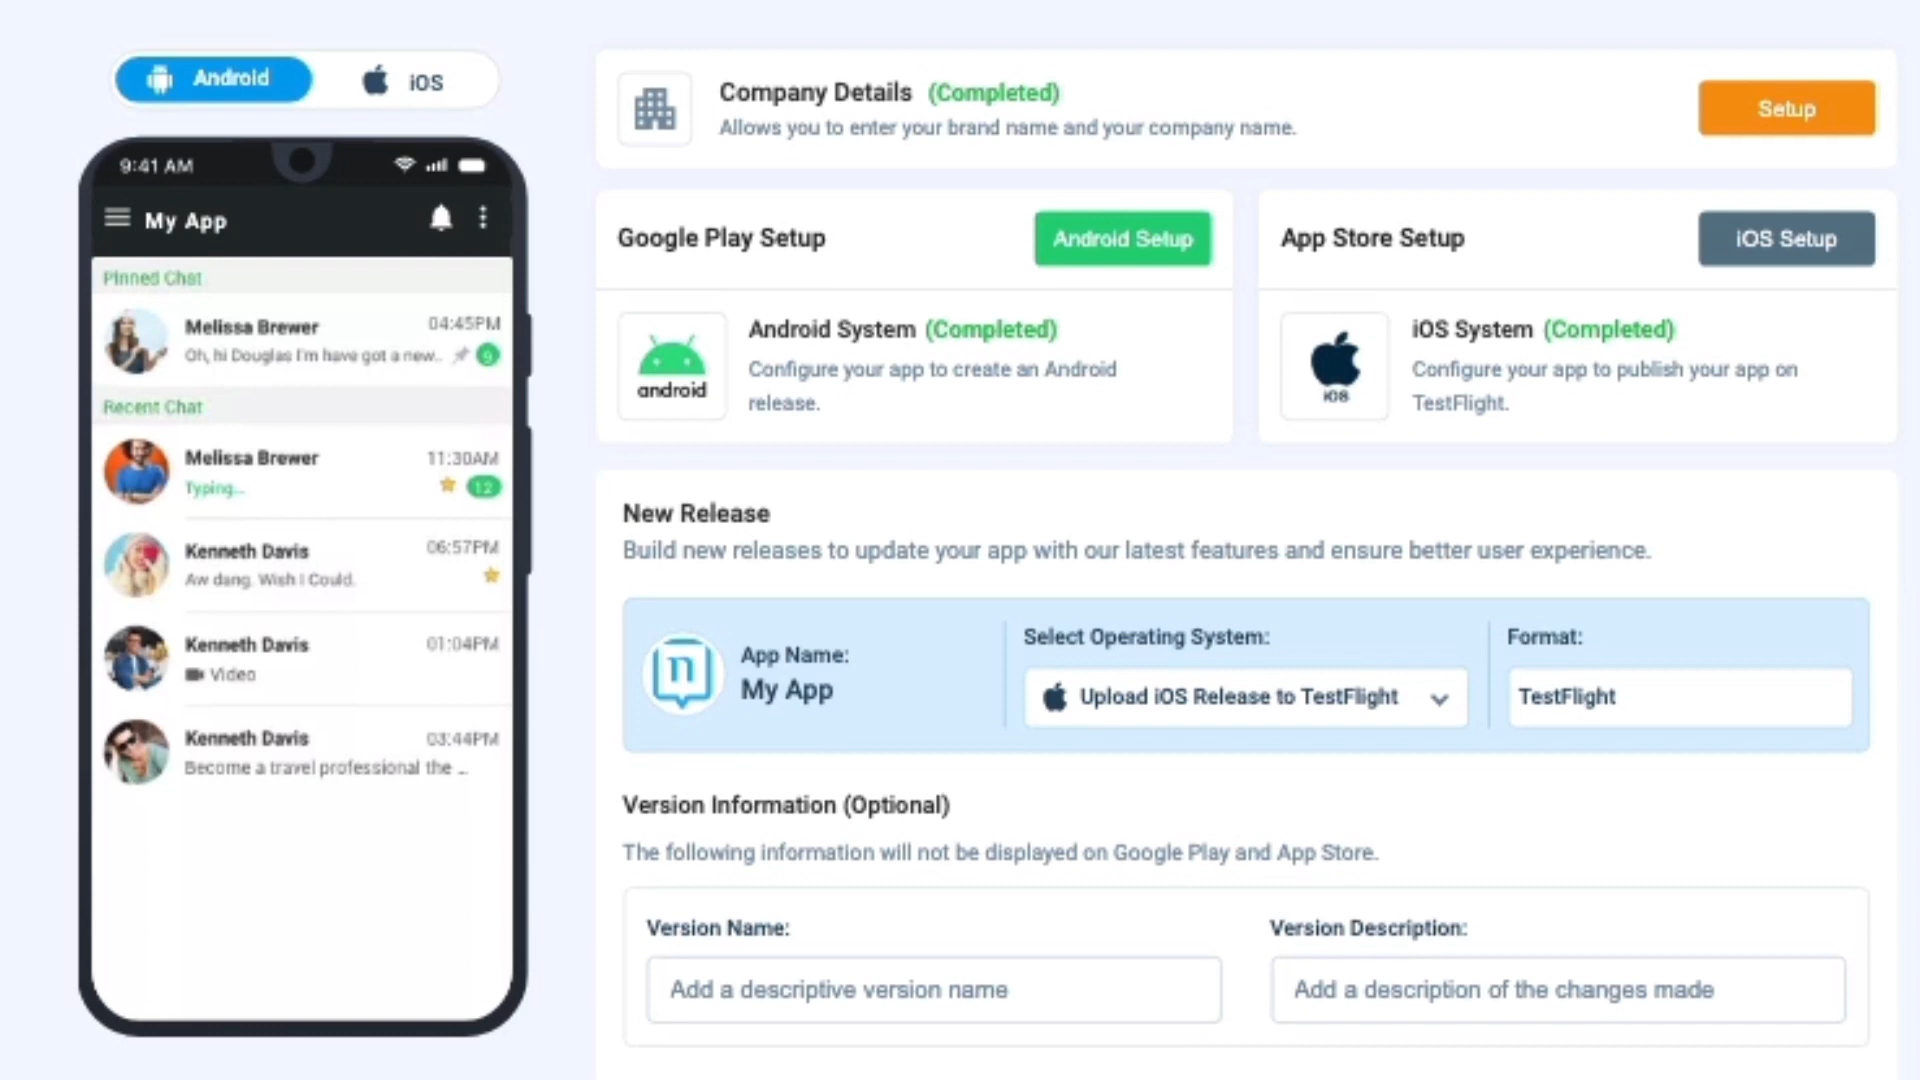 Android
iOS
9:41 AM
My App
Pinned Chat
Melissa Brewer
04:45PM
Oh, hi Douglas I'm have got a new..
9
Recent Chat
Melissa Brewer
11:30AM
Typing...
12
Kenneth Davis
06:57PM
Aw dang. Wish I Could.
Kenneth Davis
01:04PM
Video
Kenneth Davis
03:44PM
Become a travel professional the ...
Company Details (Completed)
Allows you to enter your brand name and your company name.
Setup
Google Play Setup
Android Setup
android
Android System (Completed)
Configure your app to create an Android
release.
App Store Setup
iOS Setup
iOS
iOS System (Completed)
Configure your app to publish your app on
TestFlight.
New Release
Build new releases to update your app with our latest features and ensure better user experience.
n
App Name:
My App
Select Operating System:
Upload iOS Release to TestFlight
Format:
TestFlight
Version Information (Optional)
The following information will not be displayed on Google Play and App Store.
Version Name:
Add a descriptive version name
Version Description:
Add a description of the changes made